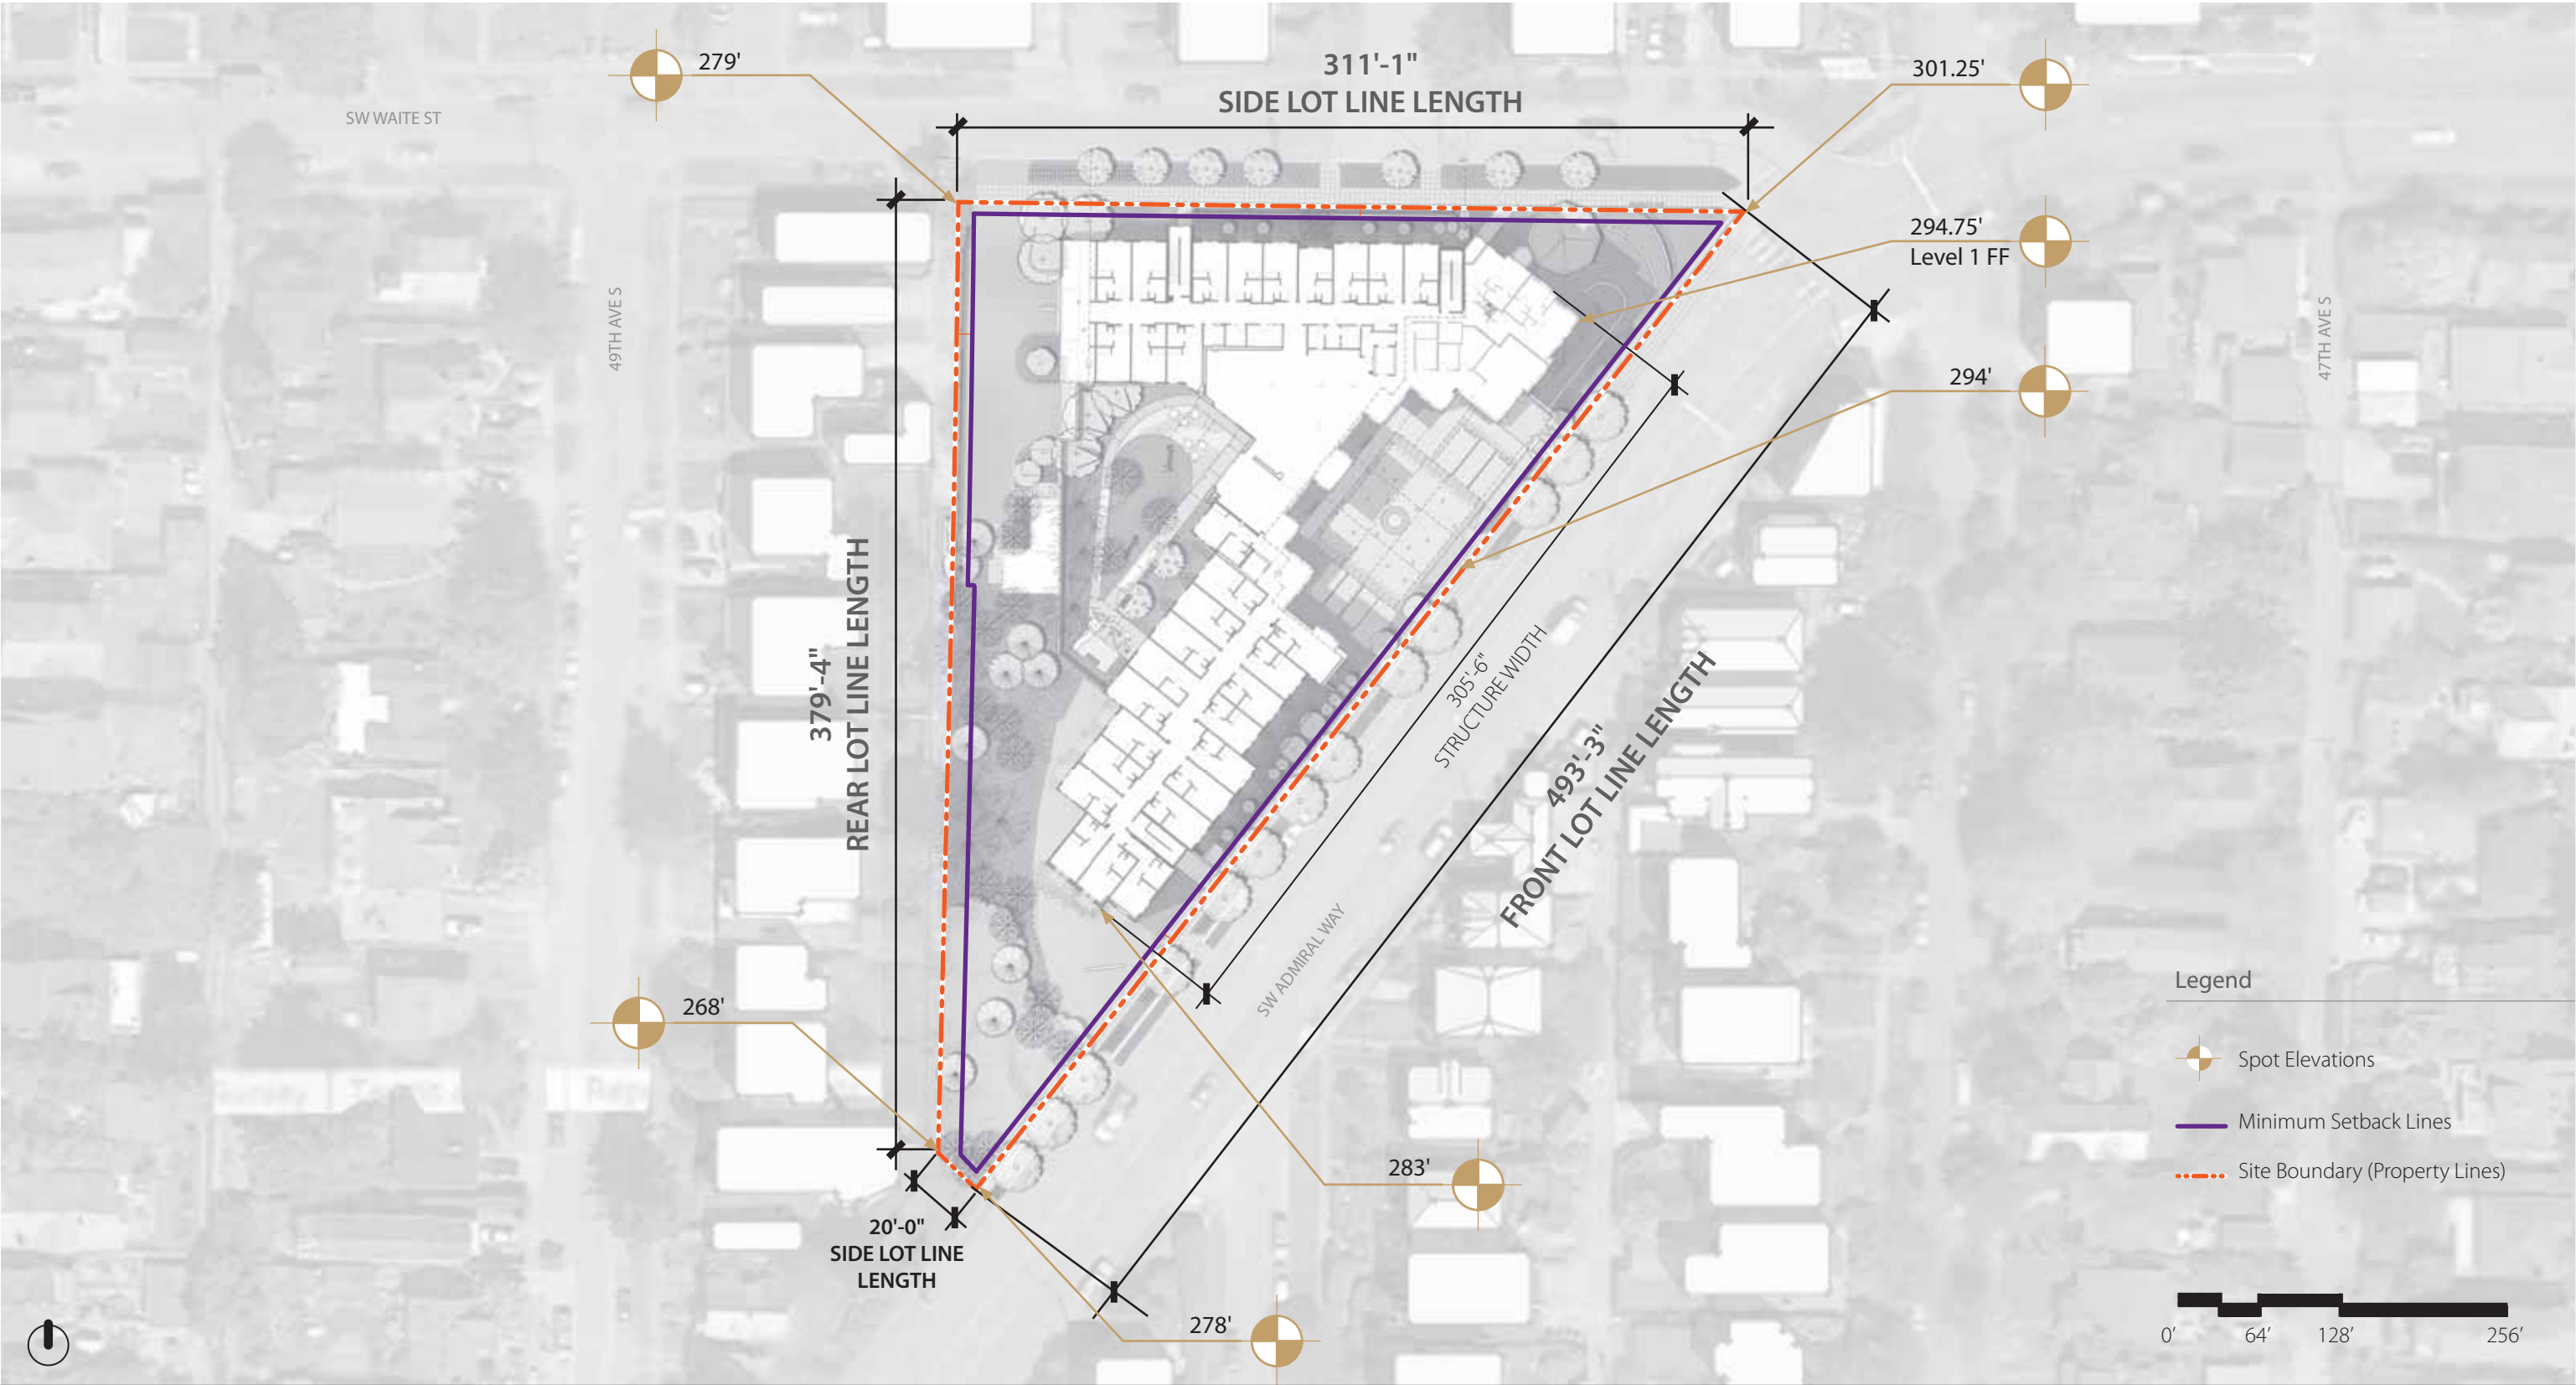 279'
311'-1"
SIDE LOT LINE LENGTH
301.25'
SW WAITE ST
294.75'
Level 1 FF
49TH AVE S
47TH AVE S
294'
379'-4"
REAR LOT LINE LENGTH
305'-6"
STRUCTURE WIDTH
493'-3"
FRONT LOT LINE LENGTH
SW ADMIRAL WAY
268'
283'
20'-0"
SIDE LOT LINE
LENGTH
278'
Legend
Spot Elevations
Minimum Setback Lines
Site Boundary (Property Lines)
0' 64' 128' 256'